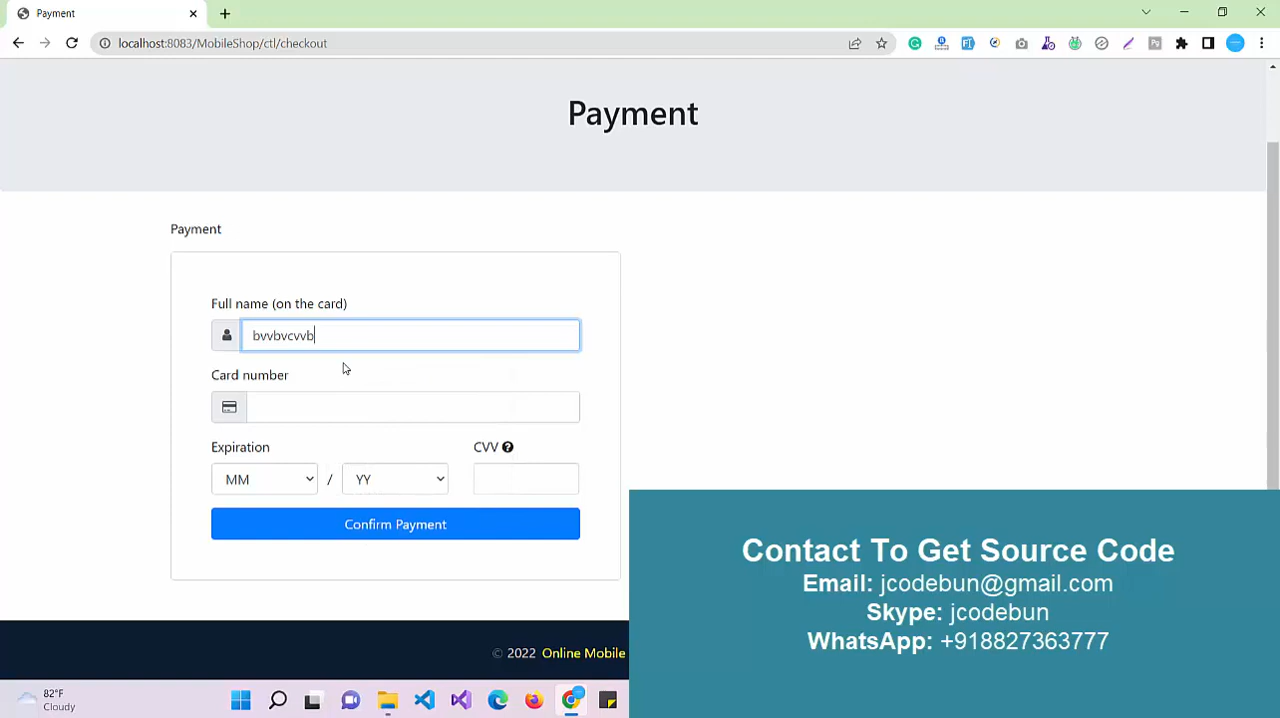 Payment
localhost:8083/MobileShop/ctl/checkout
Payment
Payment
Full name (on the card)
bvvbvcvvb
Card number
Expiration
CVV
MM / YY
Confirm Payment
Contact To Get Source Code
Email: jcodebun@gmail.com
Skype: jcodebun
WhatsApp: +918827363777
© 2022 Online Mobile
82°F
Cloudy